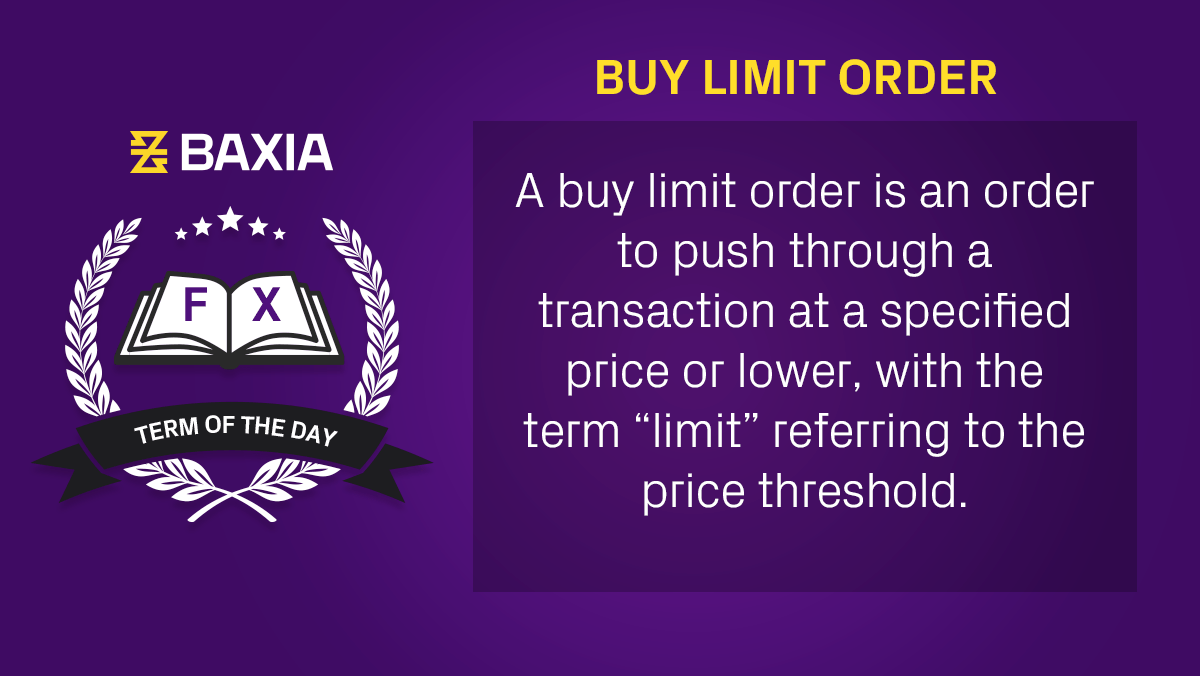 BAXIA
F X
TERM OF THE DAY
BUY LIMIT ORDER
A buy limit order is an order
to push through a
transaction at a specified
price or lower, with the
term “limit” referring to the
price threshold.